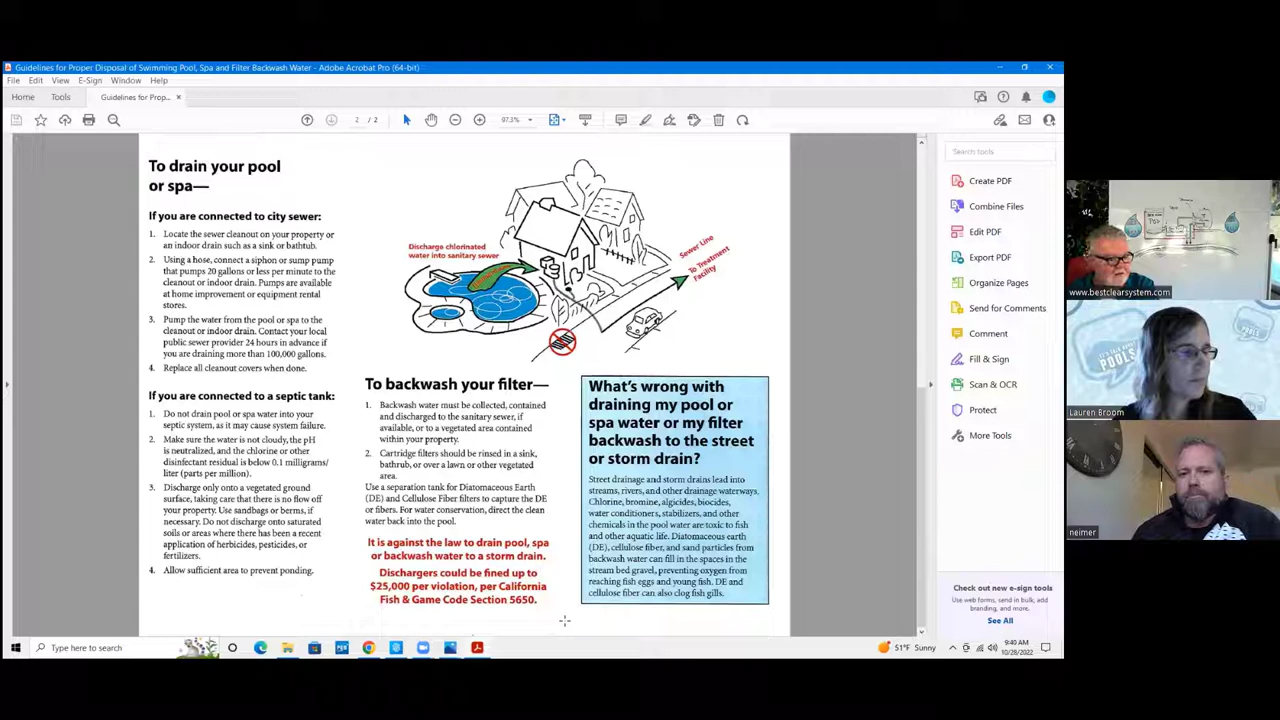 Guidelines for Proper Disposal of Swimming Pool, Spa and Filter Backwash Water - Adobe Acrobat Pro (64-bit)
File Edit View E-Sign Window Help
Home Tools Guidelines for Prop... ×
2 / 2 97.3%
To drain your pool
or spa—
If you are connected to city sewer:
1. Locate the sewer cleanout on your property or
an indoor drain such as a sink or bathtub.
2. Using a hose, connect a siphon or sump pump
that pumps 20 gallons or less per minute to the
cleanout or indoor drain. Pumps are available
at home improvement or equipment rental
stores.
3. Pump the water from the pool or spa to the
cleanout or indoor drain. Contact your local
public sewer provider 24 hours in advance if
you are draining more than 100,000 gallons.
4. Replace all cleanout covers when done.
If you are connected to a septic tank:
1. Do not drain pool or spa water into your
septic system, as it may cause system failure.
2. Make sure the water is not cloudy, the pH
is neutralized, and the chlorine or other
disinfectant residual is below 0.1 milligrams/
liter (parts per million).
3. Discharge only onto a vegetated ground
surface, taking care that there is no flow off
your property. Use sandbags or berms, if
necessary. Do not discharge onto saturated
soils or areas where there has been a recent
application of herbicides, pesticides, or
fertilizers.
4. Allow sufficient area to prevent ponding.
Discharge chlorinated
water into sanitary sewer
Sewer Line
To Treatment
Facility
To backwash your filter—
1. Backwash water must be collected, contained
and discharged to the sanitary sewer, if
available, or to a vegetated area contained
within your property.
2. Cartridge filters should be rinsed in a sink,
bathrub, or over a lawn or other vegetated
area.
Use a separation tank for Diatomaceous Earth
(DE) and Cellulose Fiber filters to capture the DE
or fibers. For water conservation, direct the clean
water back into the pool.
It is against the law to drain pool, spa
or backwash water to a storm drain.
Dischargers could be fined up to
$25,000 per violation, per California
Fish & Game Code Section 5650.
What's wrong with
draining my pool or
spa water or my filter
backwash to the street
or storm drain?
Street drainage and storm drains lead into
streams, rivers, and other drainage waterways.
Chlorine, bromine, algicides, biocides,
water conditioners, stabilizers, and other
chemicals in the pool water are toxic to fish
and other aquatic life. Diatomaceous earth
(DE), cellulose fiber, and sand particles from
backwash water can fill in the spaces in the
stream bed gravel, preventing oxygen from
reaching fish eggs and young fish. DE and
cellulose fiber can also clog fish gills.
Search tools
Create PDF
Combine Files
Edit PDF
Export PDF
Organize Pages
Send for Comments
Comment
Fill & Sign
Scan & OCR
Protect
More Tools
Check out new e-sign tools
Use web forms, send in bulk, add
branding, and more.
See All
www.bestclearsystem.com
POOLS
Lauren Broom
neimer
Type here to search
51°F Sunny
9:40 AM
10/28/2022